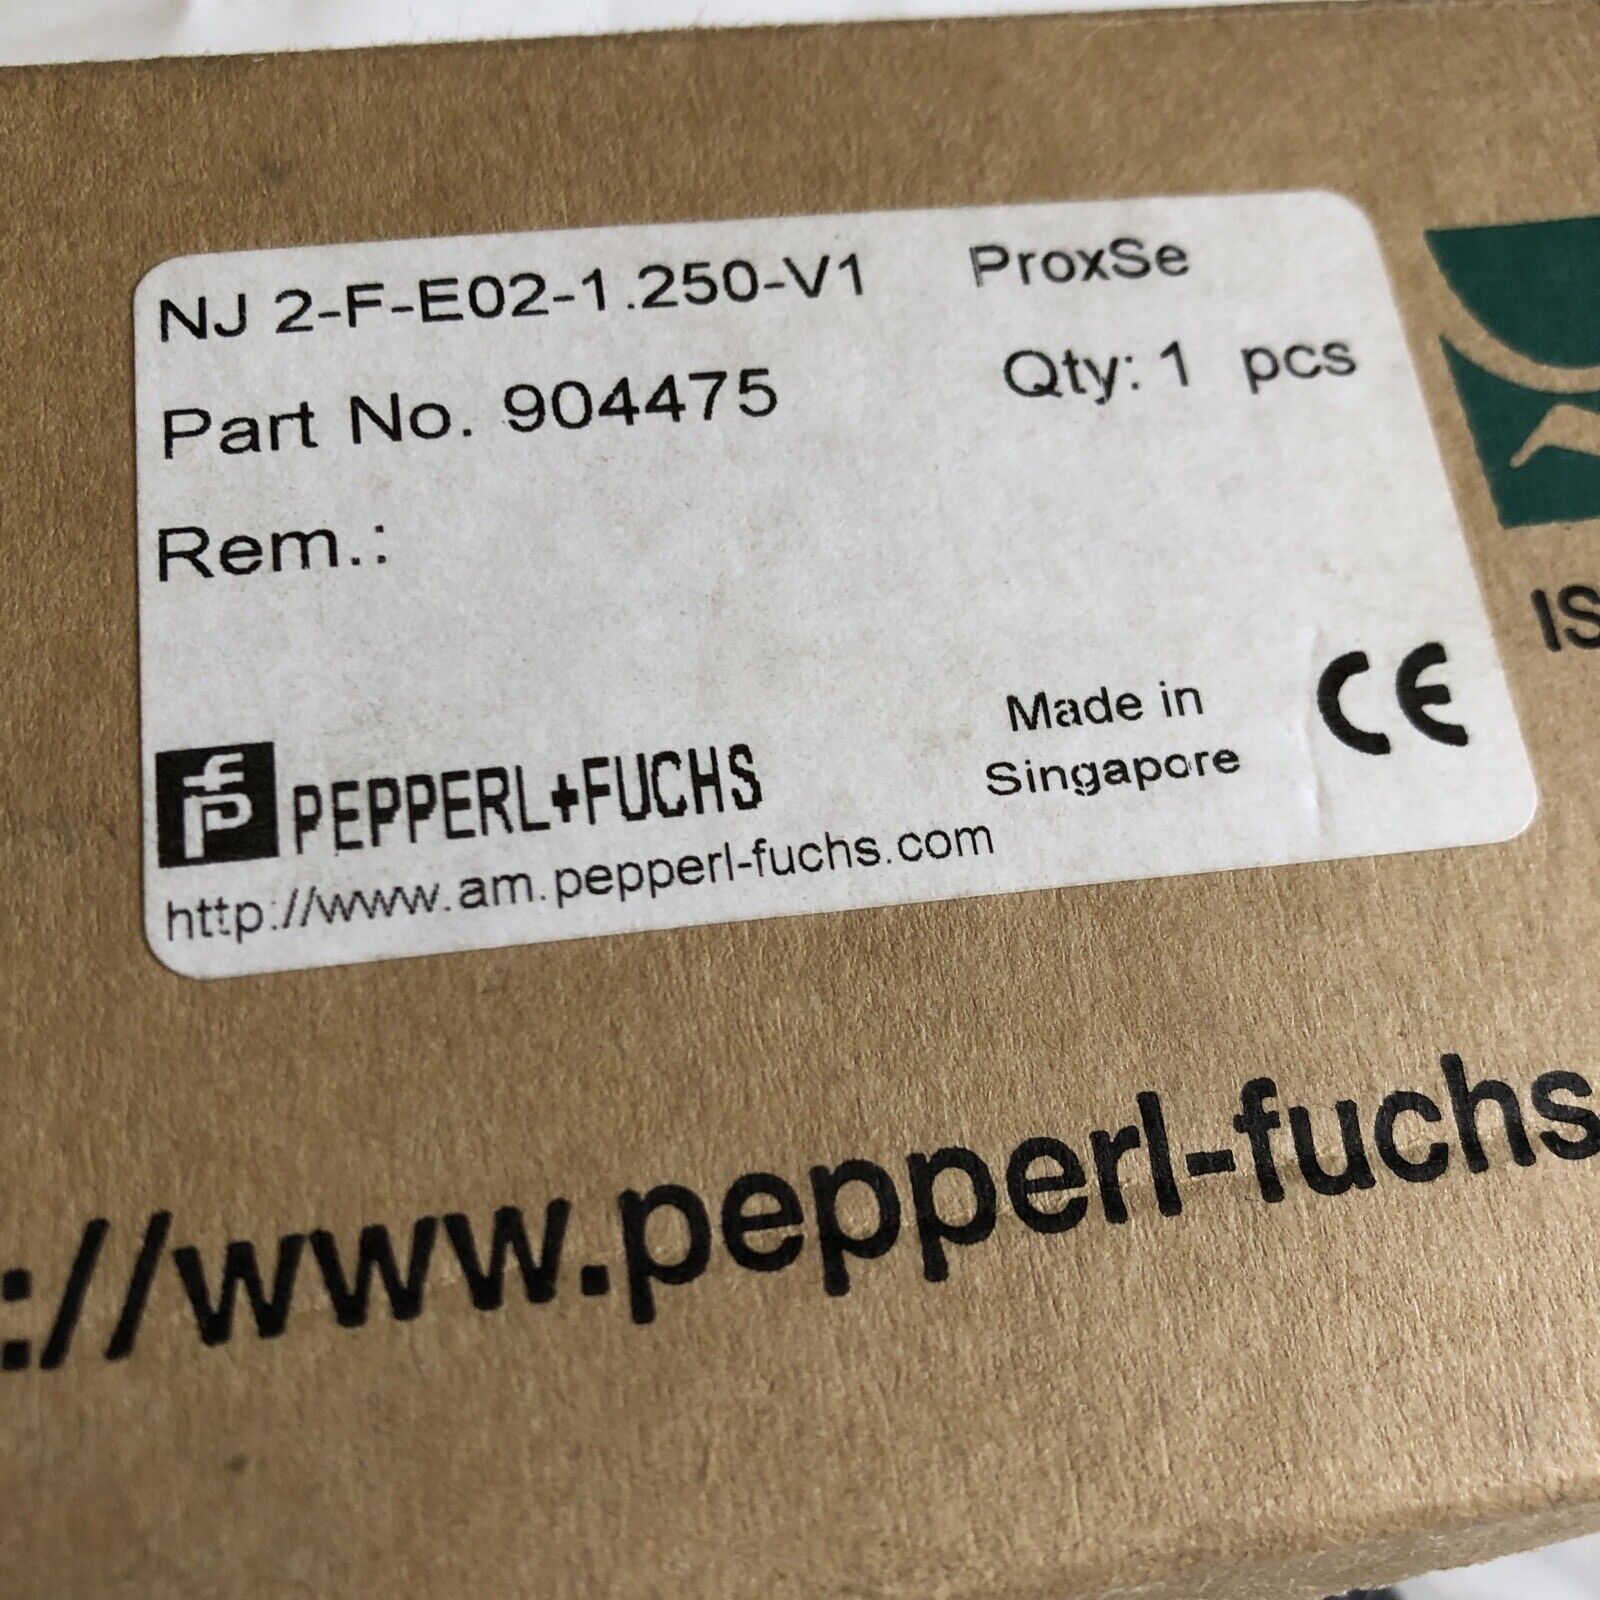 NJ 2-F-E02-1.250-V1 ProxSe
Part No. 904475 Qty: 1 pcs
Rem.:
Made in
Singapore
CE
PEPPERL+FUCHS
http://www.am.pepperl-fuchs.com
IS
://www.pepperl-fuchs